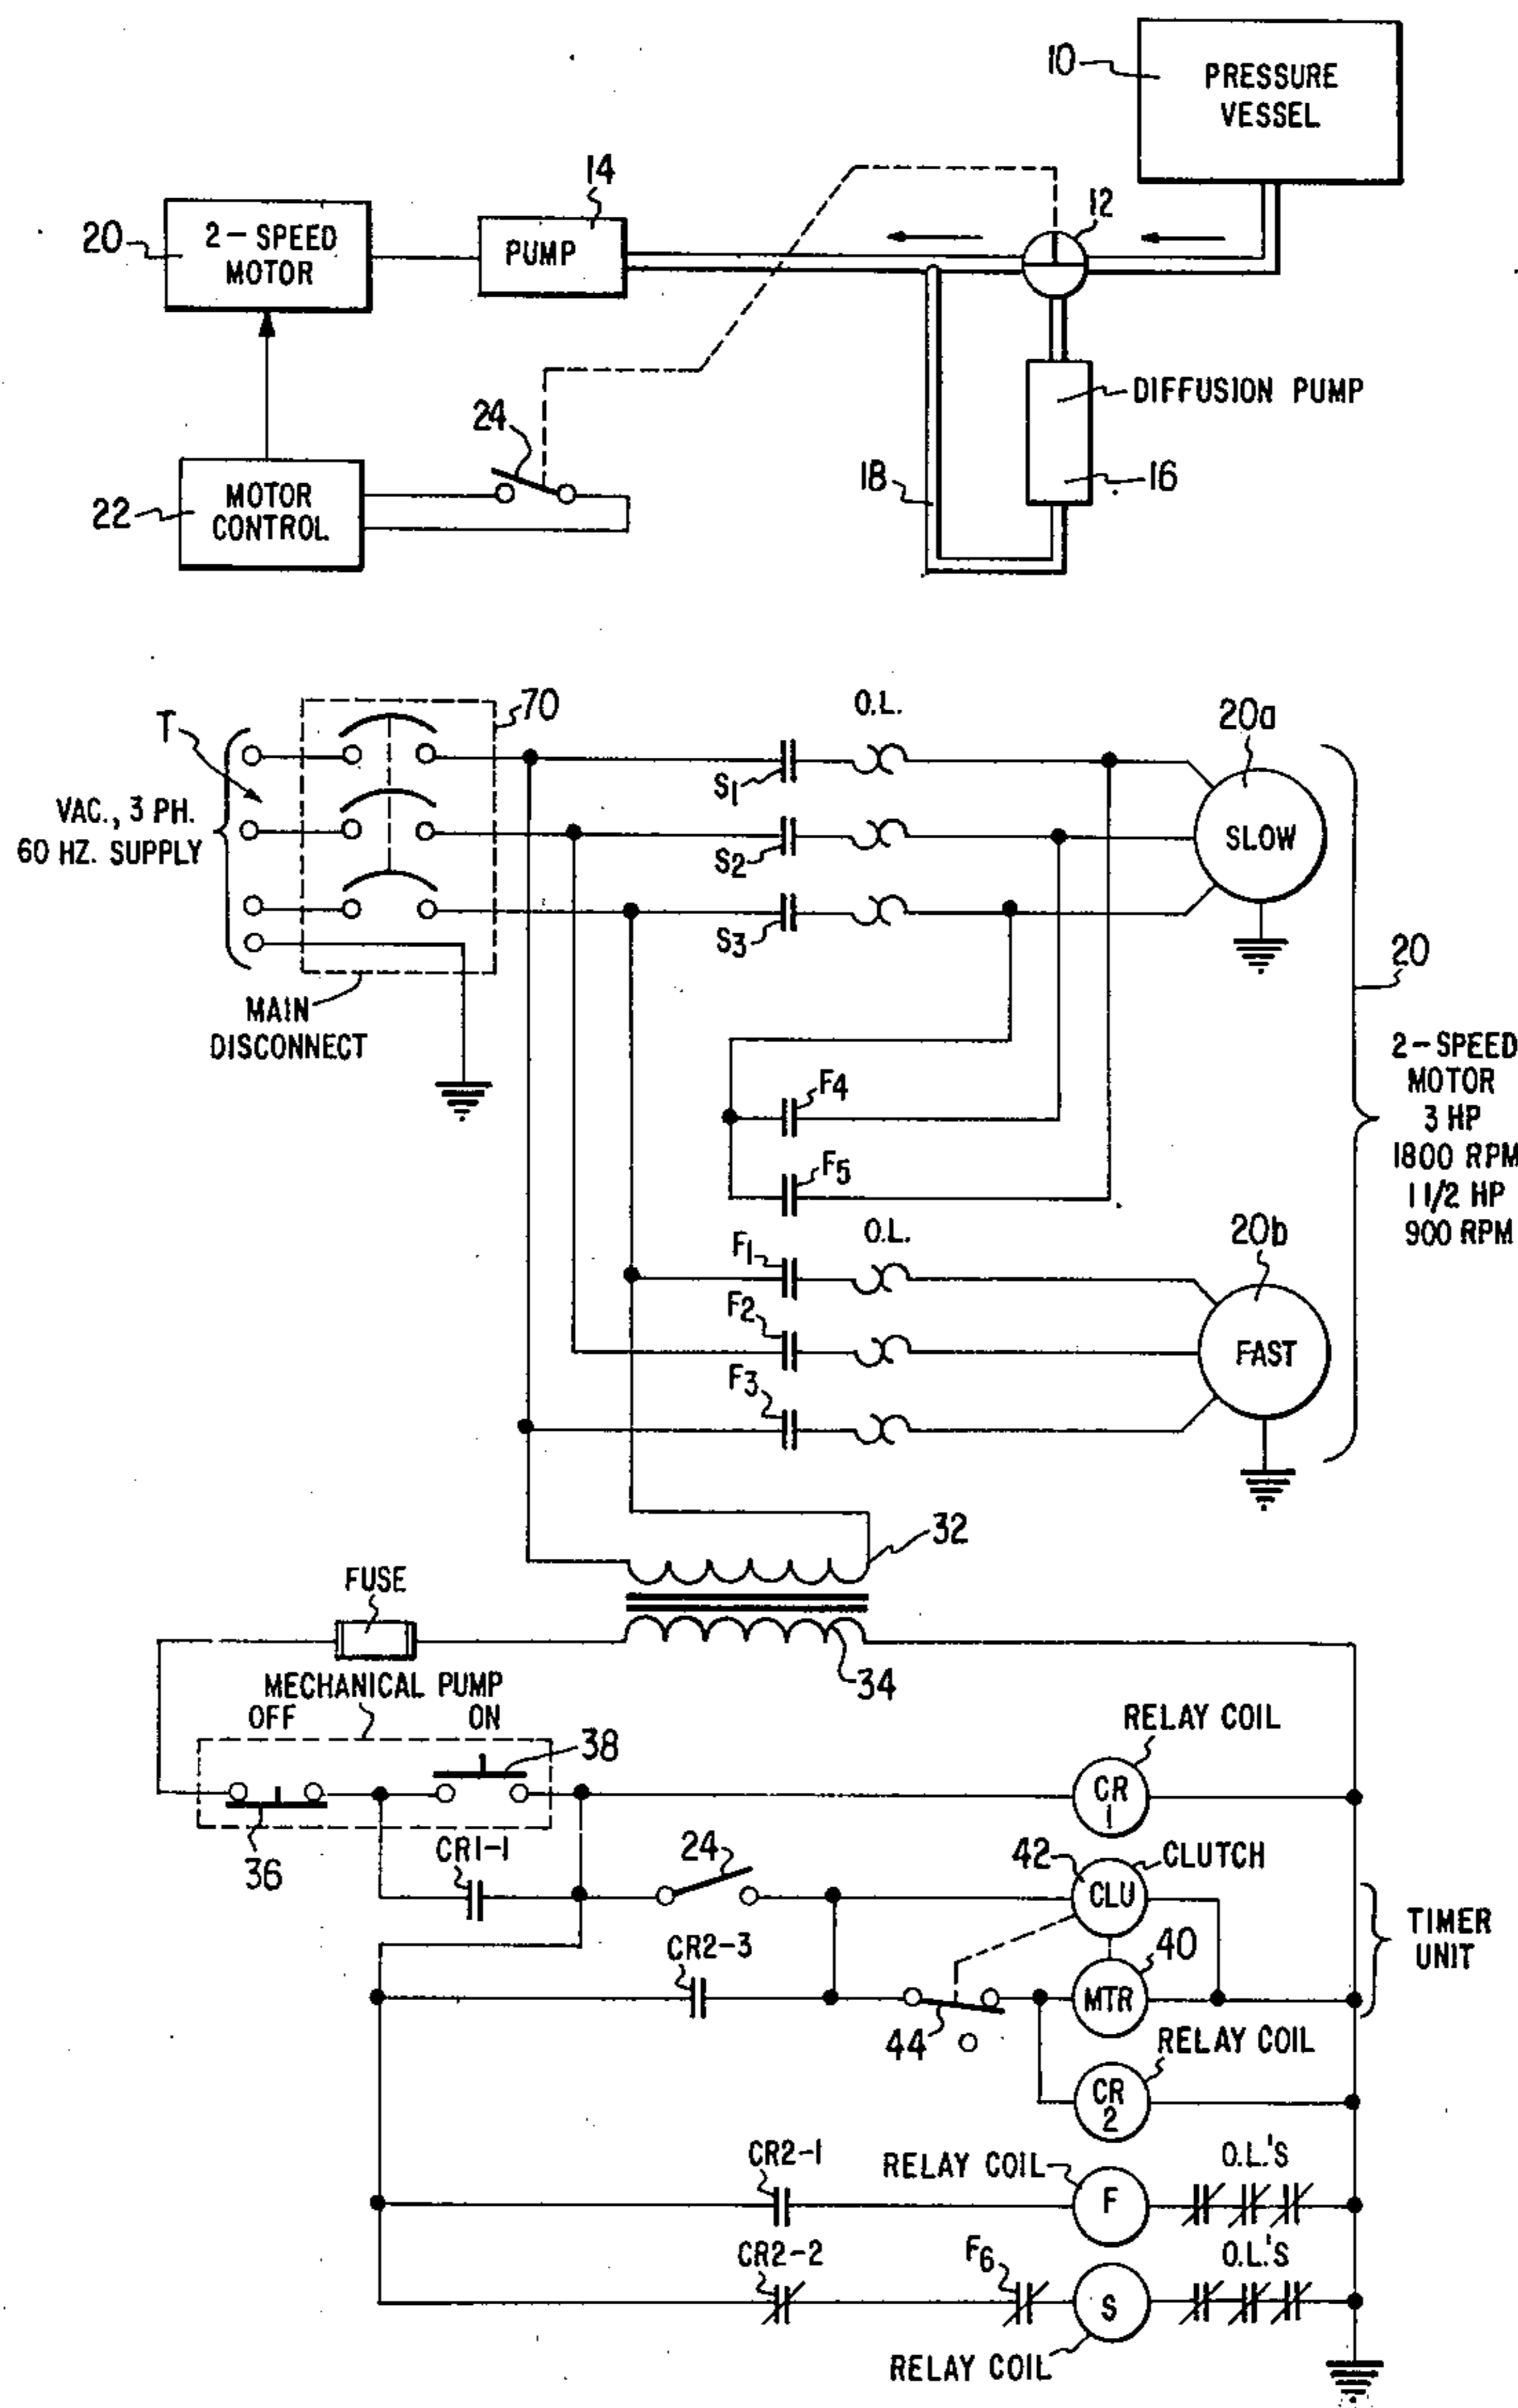 10
PRESSURE
VESSEL
14
12
20
2-SPEED
MOTOR
PUMP
24
DIFFUSION PUMP
18
16
22
MOTOR
CONTROL
T
70
O.L.
20a
VAC., 3 PH.
60 HZ. SUPPLY
S1
S2
S3
SLOW
MAIN
DISCONNECT
20
2-SPEED
MOTOR
3 HP
1800 RPM
1 1/2 HP
900 RPM
F4
F5
F1
O.L.
20b
F2
F3
FAST
32
FUSE
34
MECHANICAL PUMP
OFF
ON
38
RELAY COIL
CR
1
36
CR1-1
24
42
CLUTCH
CLU
TIMER
UNIT
CR2-3
40
MTR
44
RELAY COIL
CR
2
CR2-1
RELAY COIL
F
O.L.'S
CR2-2
F6
S
O.L.'S
RELAY COIL